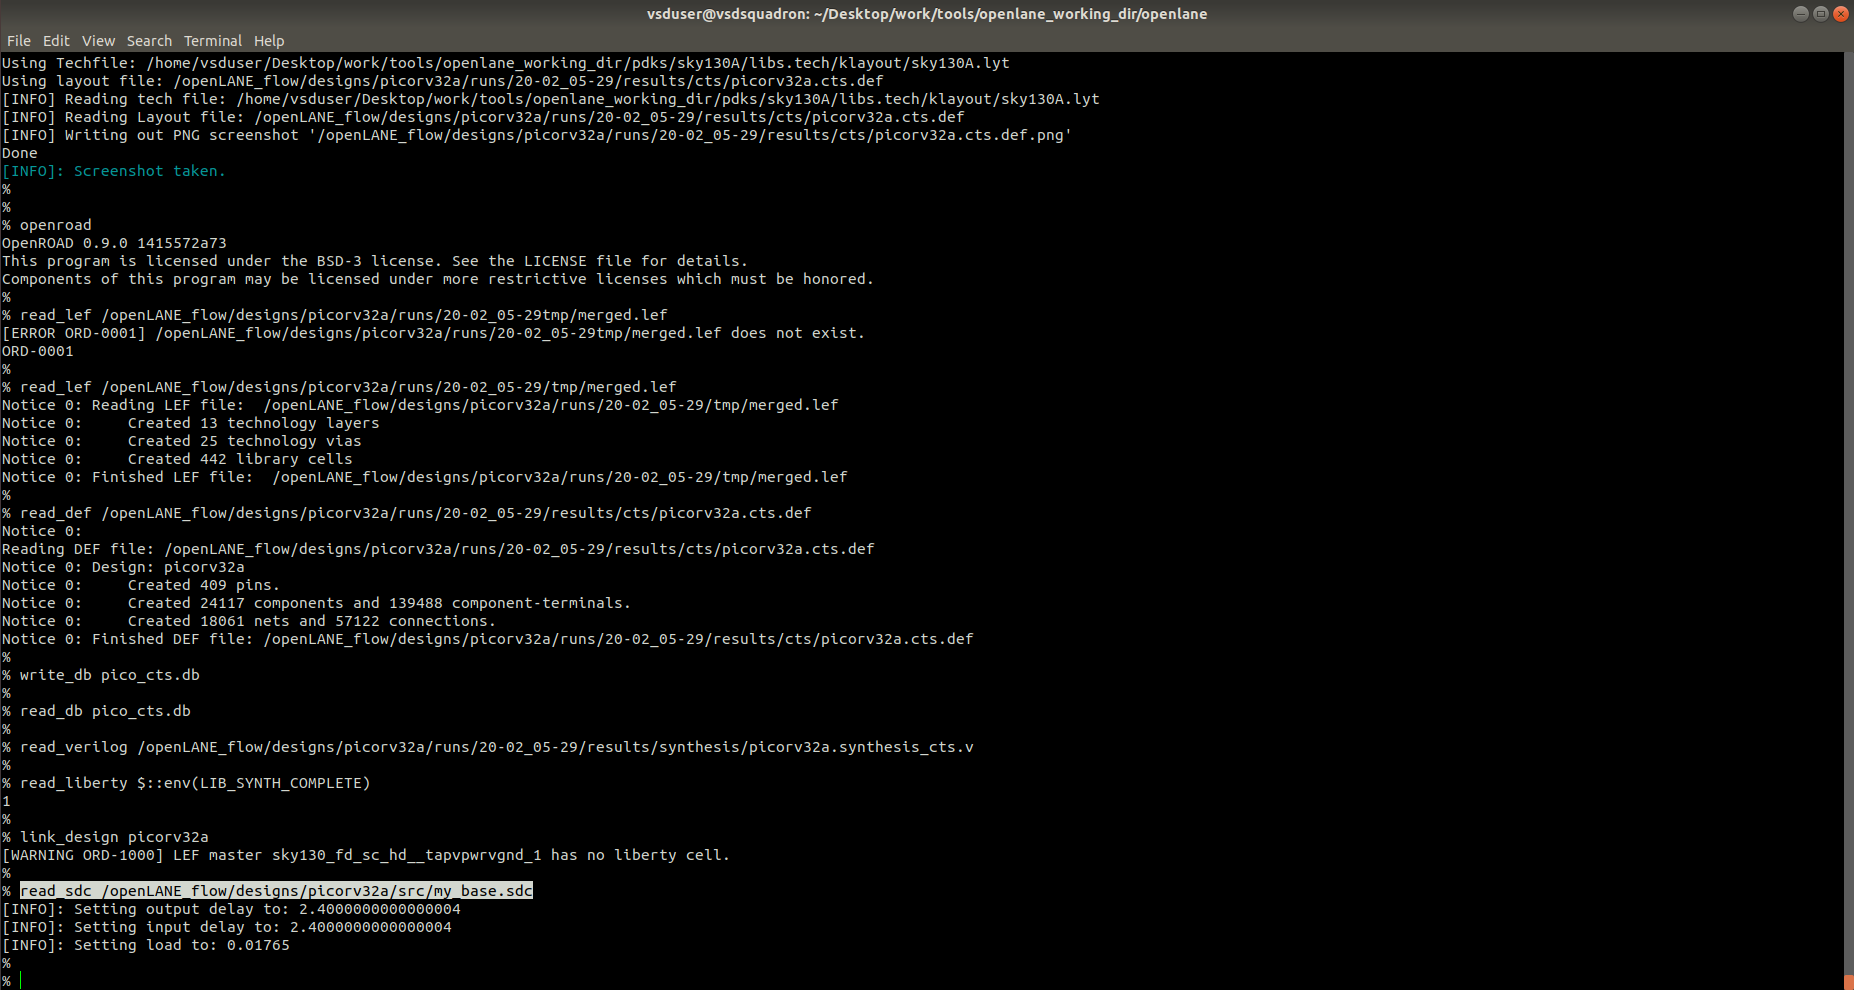 vsduser@vsdsquadron: ~/Desktop/work/tools/openlane_working_dir/openlane
File Edit View Search Terminal Help
Using Techfile: /home/vsduser/Desktop/work/tools/openlane_working_dir/pdks/sky130A/libs.tech/klayout/sky130A.lyt
Using layout file: /openLANE_flow/designs/picorv32a/runs/20-02_05-29/results/cts/picorv32a.cts.def
[INFO] Reading tech file: /home/vsduser/Desktop/work/tools/openlane_working_dir/pdks/sky130A/libs.tech/klayout/sky130A.lyt
[INFO] Reading Layout file: /openLANE_flow/designs/picorv32a/runs/20-02_05-29/results/cts/picorv32a.cts.def
[INFO] Writing out PNG screenshot '/openLANE_flow/designs/picorv32a/runs/20-02_05-29/results/cts/picorv32a.cts.def.png'
Done
[INFO]: Screenshot taken.
%
%
% openroad
OpenROAD 0.9.0 1415572a73
This program is licensed under the BSD-3 license. See the LICENSE file for details.
Components of this program may be licensed under more restrictive licenses which must be honored.
%
% read_lef /openLANE_flow/designs/picorv32a/runs/20-02_05-29tmp/merged.lef
[ERROR ORD-0001] /openLANE_flow/designs/picorv32a/runs/20-02_05-29tmp/merged.lef does not exist.
ORD-0001
%
% read_lef /openLANE_flow/designs/picorv32a/runs/20-02_05-29/tmp/merged.lef
Notice 0: Reading LEF file:  /openLANE_flow/designs/picorv32a/runs/20-02_05-29/tmp/merged.lef
Notice 0:     Created 13 technology layers
Notice 0:     Created 25 technology vias
Notice 0:     Created 442 library cells
Notice 0: Finished LEF file:  /openLANE_flow/designs/picorv32a/runs/20-02_05-29/tmp/merged.lef
%
% read_def /openLANE_flow/designs/picorv32a/runs/20-02_05-29/results/cts/picorv32a.cts.def
Notice 0:
Reading DEF file: /openLANE_flow/designs/picorv32a/runs/20-02_05-29/results/cts/picorv32a.cts.def
Notice 0: Design: picorv32a
Notice 0:     Created 409 pins.
Notice 0:     Created 24117 components and 139488 component-terminals.
Notice 0:     Created 18061 nets and 57122 connections.
Notice 0: Finished DEF file: /openLANE_flow/designs/picorv32a/runs/20-02_05-29/results/cts/picorv32a.cts.def
%
% write_db pico_cts.db
%
% read_db pico_cts.db
%
% read_verilog /openLANE_flow/designs/picorv32a/runs/20-02_05-29/results/synthesis/picorv32a.synthesis_cts.v
%
% read_liberty $::env(LIB_SYNTH_COMPLETE)
1
%
% link_design picorv32a
[WARNING ORD-1000] LEF master sky130_fd_sc_hd__tapvpwrvgnd_1 has no liberty cell.
%
% read_sdc /openLANE_flow/designs/picorv32a/src/my_base.sdc
[INFO]: Setting output delay to: 2.4000000000000004
[INFO]: Setting input delay to: 2.4000000000000004
[INFO]: Setting load to: 0.01765
%
%